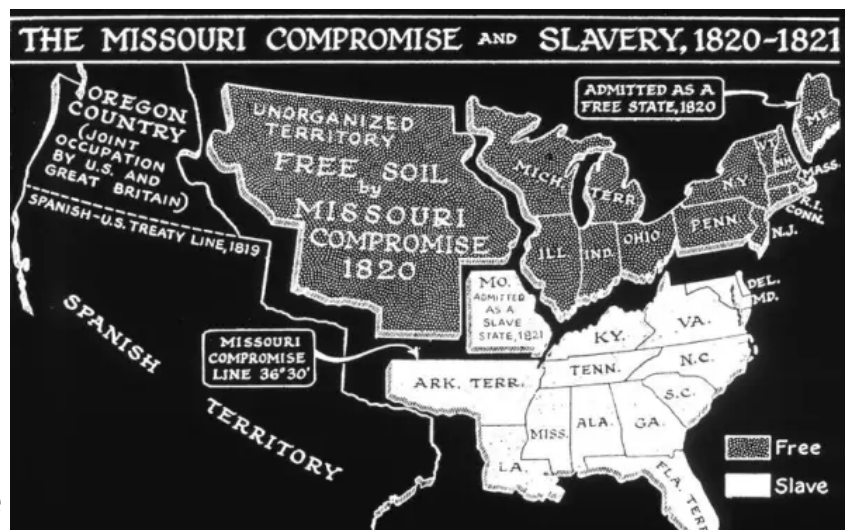 THE MISSOURI COMPROMISE AND SLAVERY, 1820-1821
OREGON
COUNTRY
(JOINT
OCCUPATION
BY U.S. AND
GREAT BRITAIN)
SPANISH-U.S. TREATY LINE, 1819
UNORGANIZED
TERRITORY
FREE SOIL
by
MISSOURI
COMPROMISE
1820
ADMITTED AS A
FREE STATE, 1820
ME.
VT.
N.H.
MASS.
R.I.
CONN.
N.Y.
MICH.
TERR.
PENN.
N.J.
ILL.
IND.
OHIO
MO.
ADMITTED
AS A
SLAVE
STATE, 1821
DEL.
MD.
KY.
VA.
SPANISH
TERRITORY
MISSOURI
COMPROMISE
LINE 36°30'
ARK. TERR.
TENN.
N.C.
S.C.
MISS.
ALA.
GA.
LA.
FLA. TERR.
Free
Slave